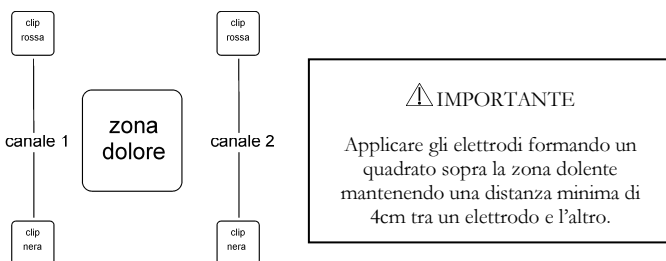 clip
rossa
clip
rossa
canale 1
zona
dolore
canale 2
clip
nera
clip
nera
⚠ IMPORTANTE
Applicare gli elettrodi formando un
quadrato sopra la zona dolente
mantenendo una distanza minima di
4cm tra un elettrodo e l'altro.